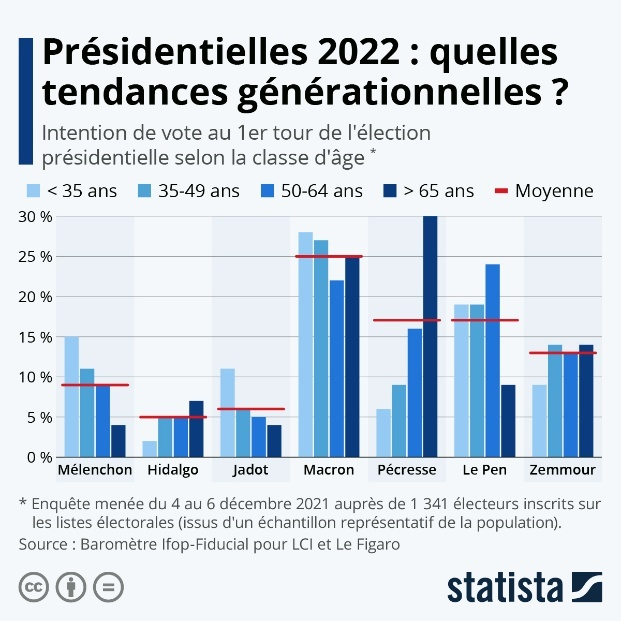 Présidentielles 2022 : quelles
tendances générationnelles ?
Intention de vote au 1er tour de l'élection
présidentielle selon la classe d'âge *
< 35 ans 35-49 ans 50-64 ans > 65 ans Moyenne
30 %
25 %
20 %
15 %
10 %
5 %
0 %
Mélenchon Hidalgo Jadot Macron Pécresse Le Pen Zemmour
* Enquête menée du 4 au 6 décembre 2021 auprès de 1 341 électeurs inscrits sur
les listes électorales (issus d'un échantillon représentatif de la population).
Source : Baromètre Ifop-Fiducial pour LCI et Le Figaro
cc
statista